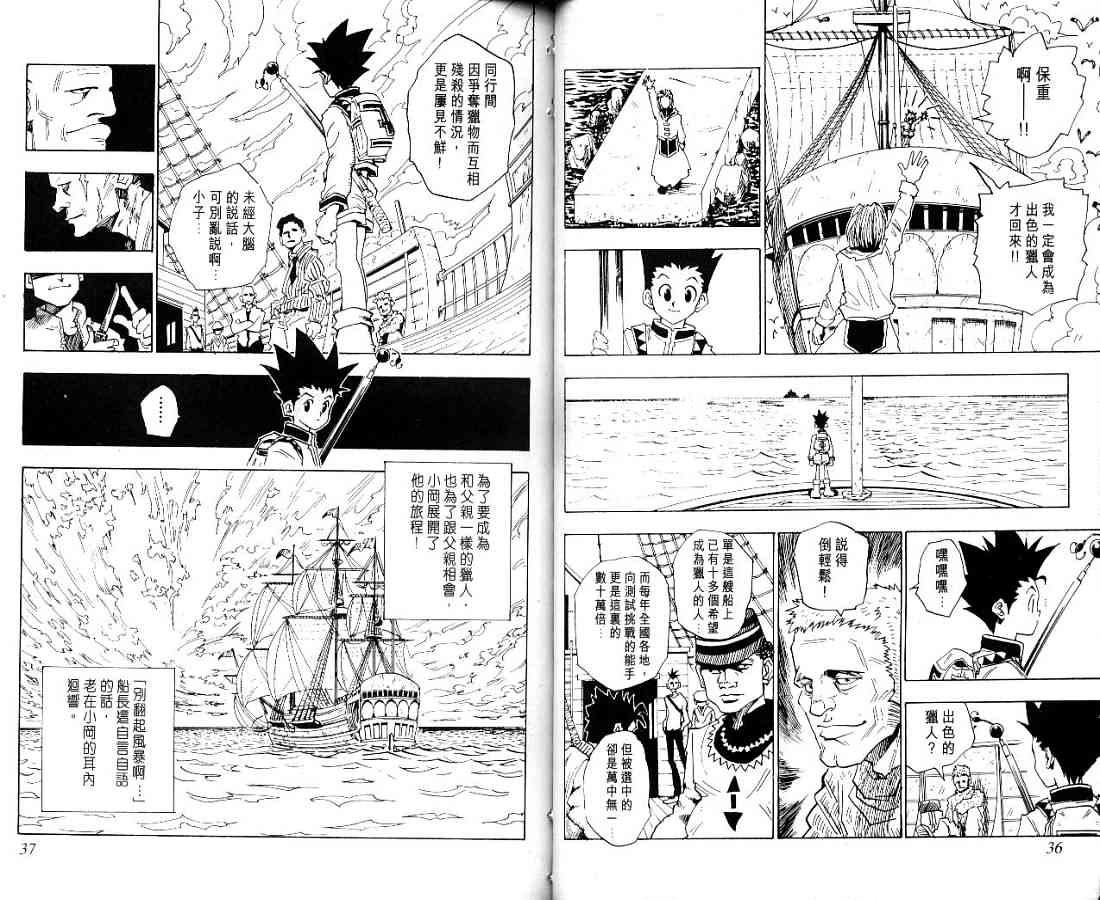 保重
啊——!!
我一定會成為
出色的獵人
才回來!!
嘿嘿嘿…
出色的
獵人?
說得
倒輕鬆!
單是這艘船上
已有十多個希望
成為獵人的人…
而每年全國各地，
向測試挑戰的能手
更是這裏的
數十萬倍…
但被選中的
卻是萬中無一…
36
同行間
因爭奪獵物而互相
殘殺的情況，
更是屢見不鮮!
未經大腦
的說話，
可別亂說啊…
小子…
……
為了要成為
和父親一樣的獵人，
也為了跟父親相會，
小岡展開了
他的旅程!
「別翻起風暴啊…」
船長這自言自語
的話，
老在小岡的耳內
迴響。
37